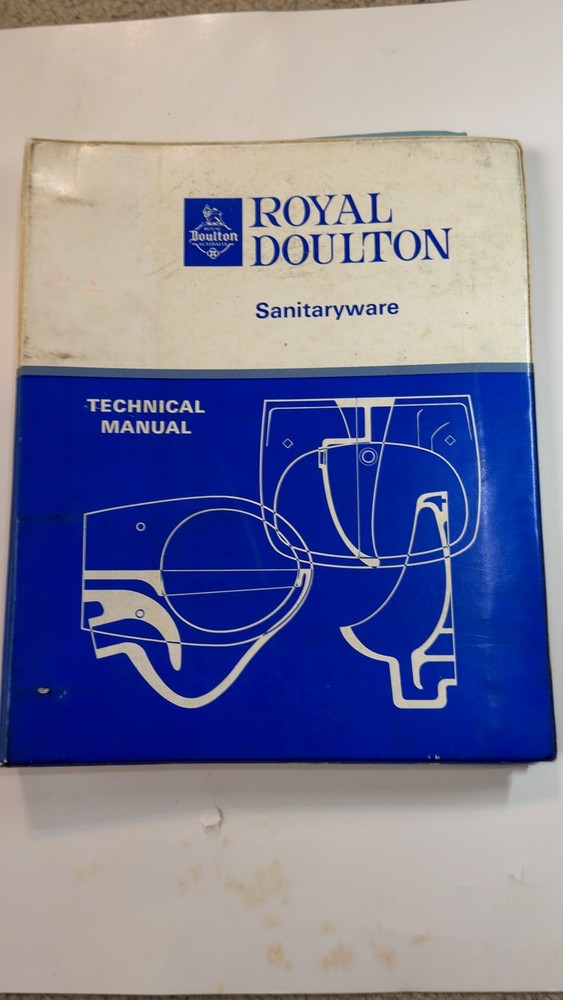 ROYAL
Doulton
AUSTRALIA
ROYAL
DOULTON
Sanitaryware
TECHNICAL
MANUAL